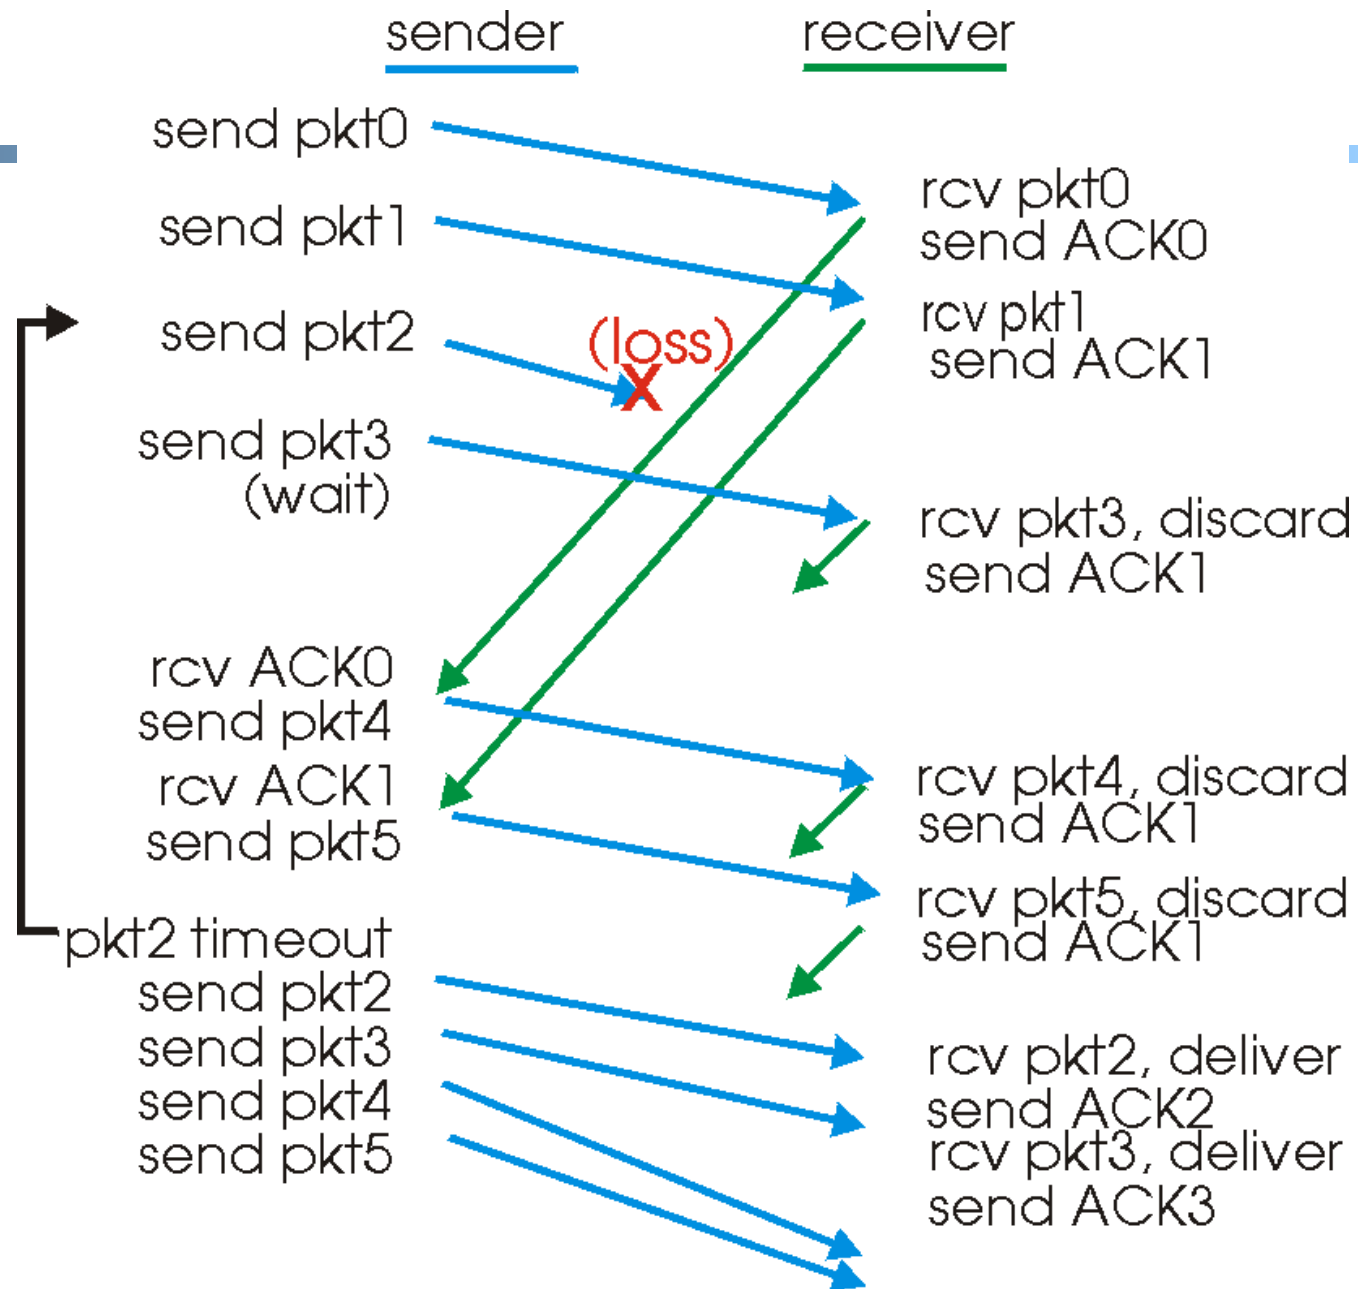 sender
receiver
send pkt0
send pkt1
send pkt2
(loss)
X
send pkt3
(wait)
rcv ACK0
send pkt4
rcv ACK1
send pkt5
pkt2 timeout
send pkt2
send pkt3
send pkt4
send pkt5
rcv pkt0
send ACK0
rcv pkt1
send ACK1
rcv pkt3, discard
send ACK1
rcv pkt4, discard
send ACK1
rcv pkt5, discard
send ACK1
rcv pkt2, deliver
send ACK2
rcv pkt3, deliver
send ACK3